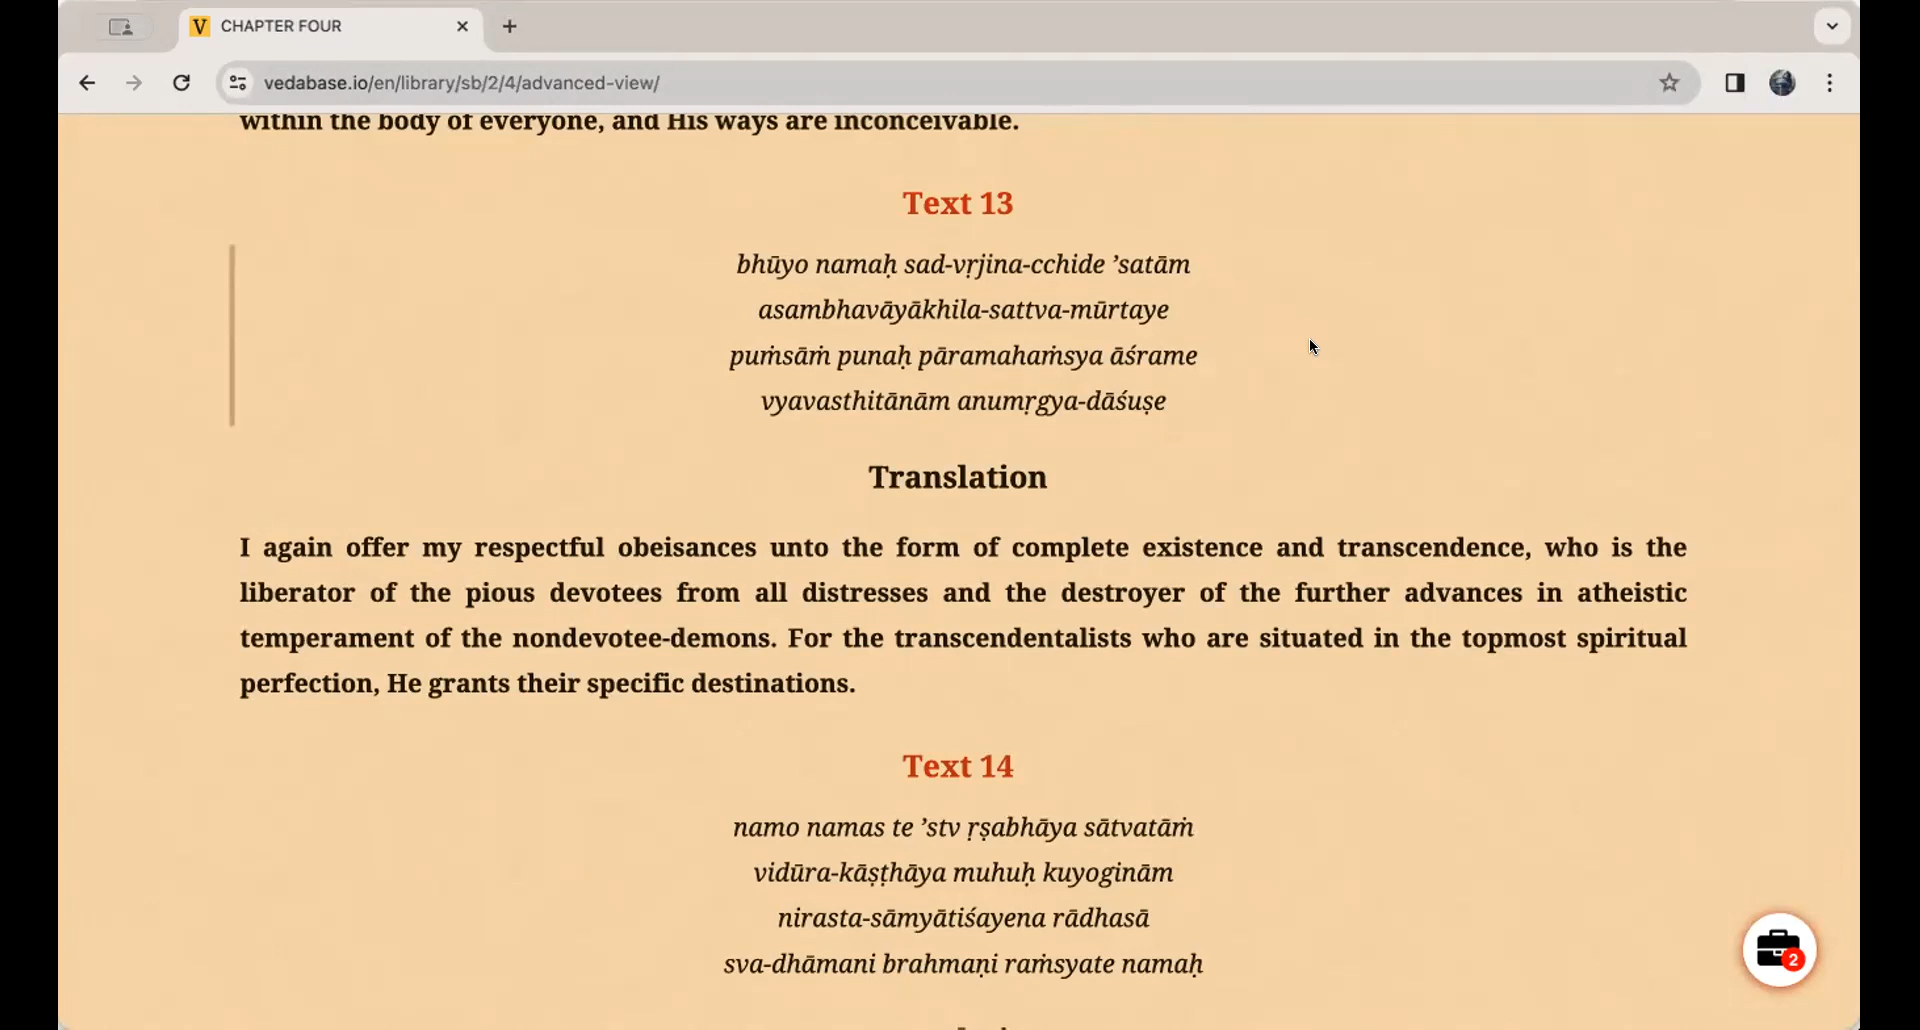 CHAPTER FOUR
vedabase.io/en/library/sb/2/4/advanced-view/
within the body of everyone, and His ways are inconceivable.
Text 13
bhūyo namaḥ sad-vṛjina-cchide ’satām
asambhavāyākhila-sattva-mūrtaye
puṁsāṁ punaḥ pāramahaṁsya āśrame
vyavasthitānām anumṛgya-dāśuṣe
Translation
I again offer my respectful obeisances unto the form of complete existence and transcendence, who is the
liberator of the pious devotees from all distresses and the destroyer of the further advances in atheistic
temperament of the nondevotee-demons. For the transcendentalists who are situated in the topmost spiritual
perfection, He grants their specific destinations.
Text 14
namo namas te ’stv ṛṣabhāya sātvatāṁ
vidūra-kāṣṭhāya muhuḥ kuyoginām
nirasta-sāmyātiśayena rādhasā
sva-dhāmani brahmaṇi raṁsyate namaḥ
2